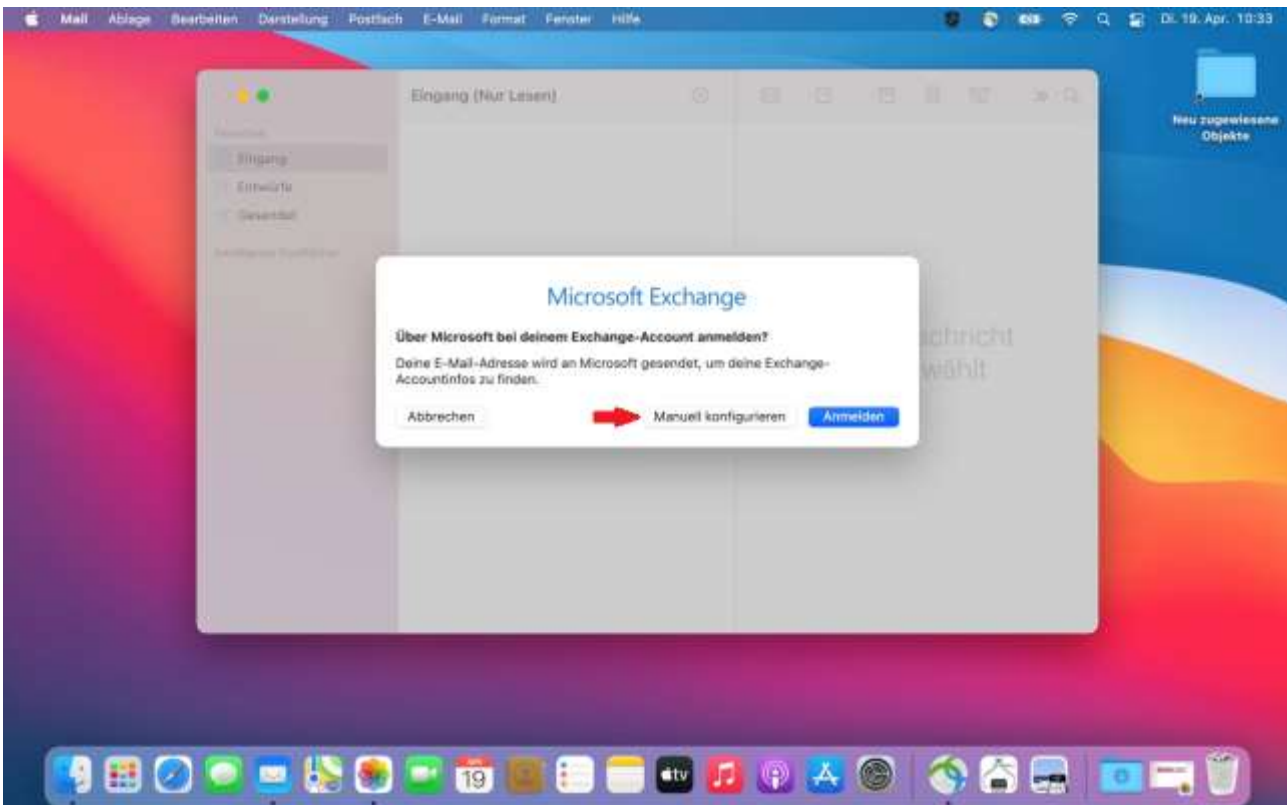 Mail Ablage Bearbeiten Darstellung Postfach E-Mail Format Fenster Hilfe Di. 19. Apr. 10:33
Neu zugewiesene
Objekte
Eingang (Nur Lesen)
Eingang
Entwürfe
Gesendet
Microsoft Exchange
Über Microsoft bei deinem Exchange-Account anmelden?
Deine E-Mail-Adresse wird an Microsoft gesendet, um deine Exchange-
Accountinfos zu finden.
Abbrechen Manuell konfigurieren Anmelden
19
tv